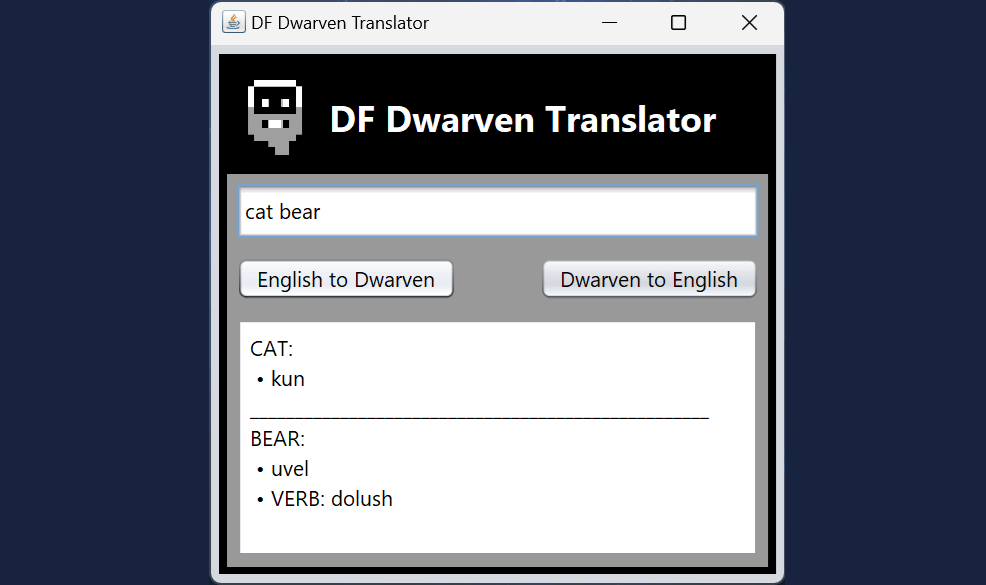 DF Dwarven Translator
DF Dwarven Translator
cat bear
English to Dwarven Dwarven to English
CAT:
• kun
BEAR:
• uvel
• VERB: dolush